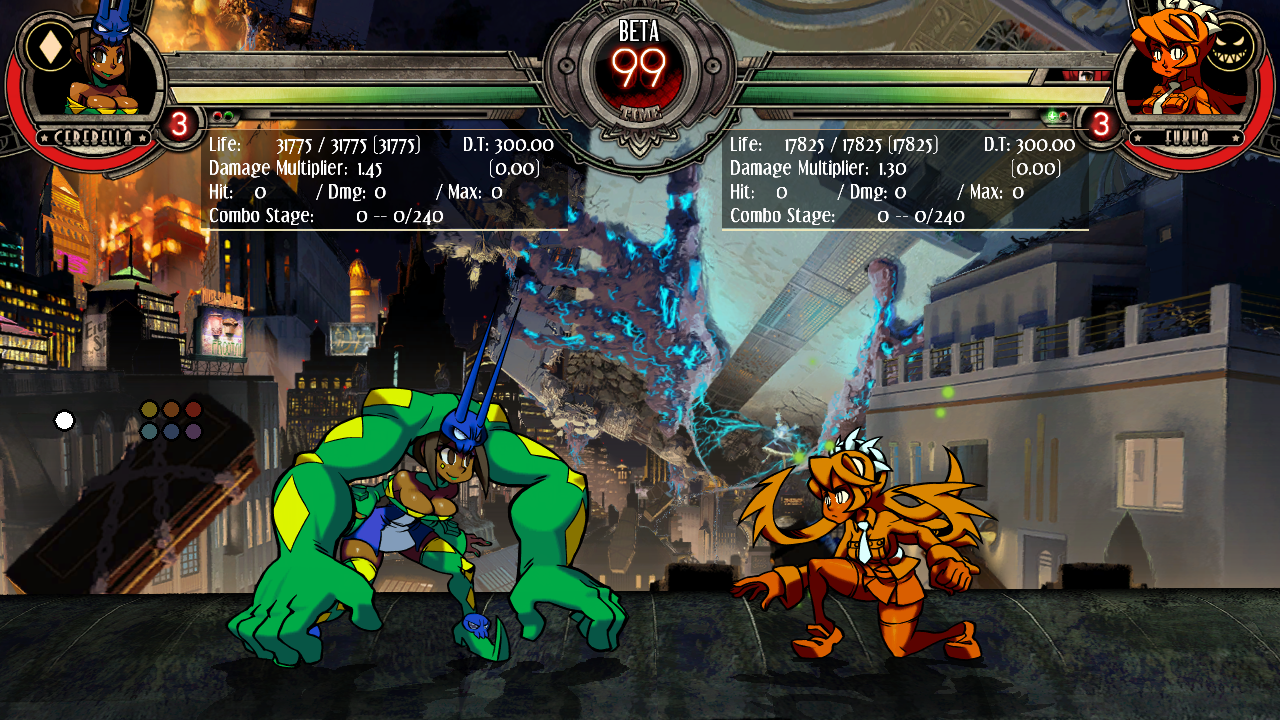 BETA
99
TIME
CEREBELLA
3
3
FUKUA
Life: 31775 / 31775 (31775) D.T: 300.00
Damage Multiplier: 1.45 (0.00)
Hit: 0 / Dmg: 0 / Max: 0
Combo Stage: 0 -- 0/240
Life: 17825 / 17825 (17825) D.T: 300.00
Damage Multiplier: 1.30 (0.00)
Hit: 0 / Dmg: 0 / Max: 0
Combo Stage: 0 -- 0/240